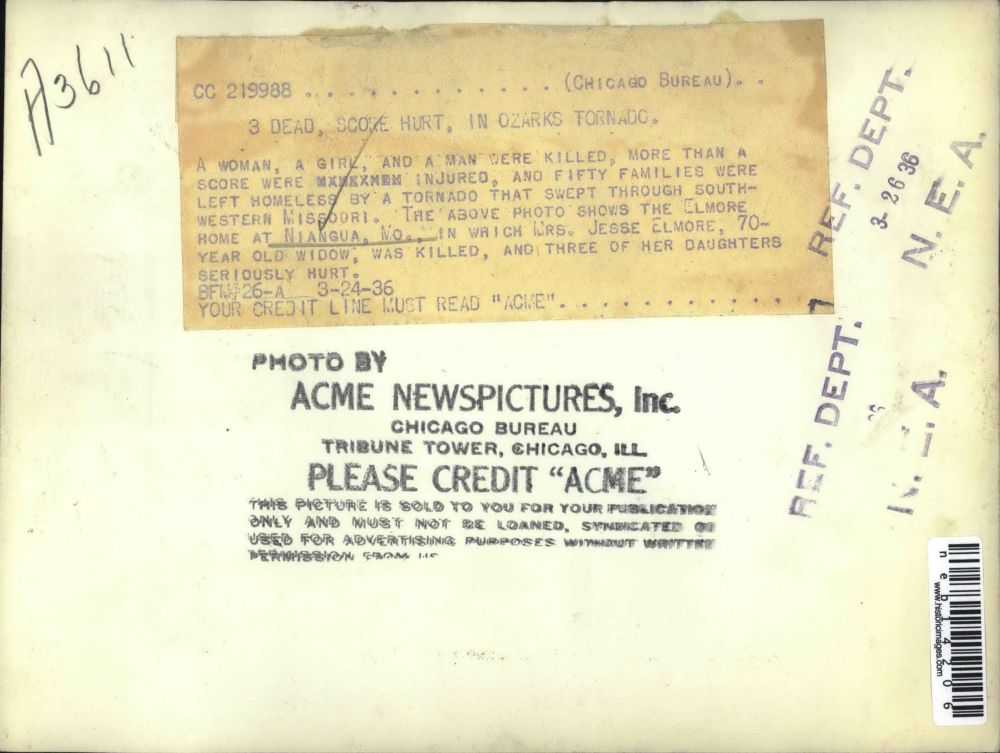 A3611
CC 219988 . . . . . . . . . . . . . (CHICAGO BUREAU). .
3 DEAD, SCORE HURT, IN OZARKS TORNADO.
A WOMAN, A GIRL, AND A MAN WERE KILLED, MORE THAN A
SCORE WERE INJURED, AND FIFTY FAMILIES WERE
LEFT HOMELESS BY A TORNADO THAT SWEPT THROUGH SOUTH-
WESTERN MISSOURI. THE ABOVE PHOTO SHOWS THE ELMORE
HOME AT NIANGUA, MO., IN WHICH MRS. JESSE ELMORE, 70-
YEAR OLD WIDOW, WAS KILLED, AND THREE OF HER DAUGHTERS
SERIOUSLY HURT.
BFM#26-A 3-24-36
YOUR CREDIT LINE MUST READ "ACME". . . . . . . . . . . .
PHOTO BY
ACME NEWSPICTURES, Inc.
CHICAGO BUREAU
TRIBUNE TOWER, CHICAGO, ILL.
PLEASE CREDIT "ACME"
THIS PICTURE IS SOLD TO YOU FOR YOUR PUBLICATION
ONLY AND MUST NOT BE LOANED, SYNDICATED OR
USED FOR ADVERTISING PURPOSES WITHOUT WRITTEN
PERMISSION FROM US
REF. DEPT.
3-26 36
N. E. A.
REF. DEPT.
N. E. A.
neb14206
www.historicimages.com